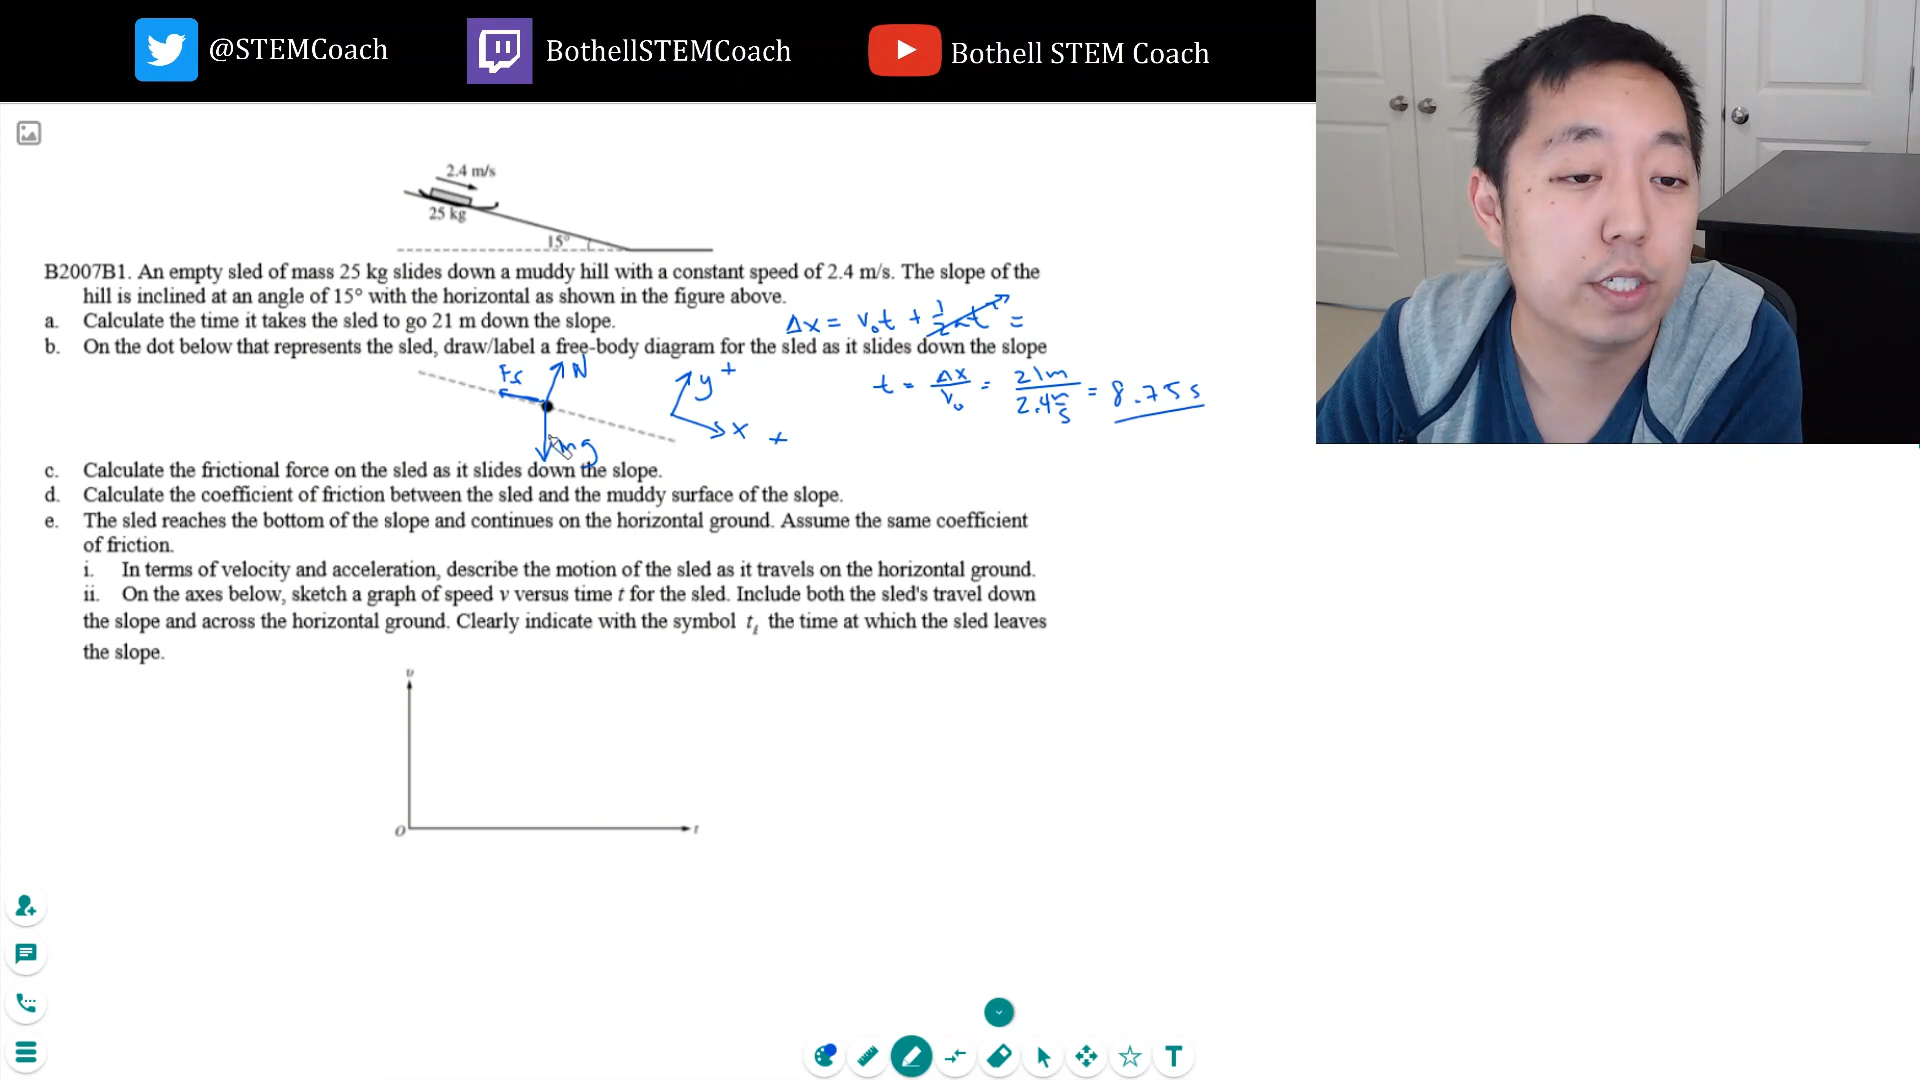 @STEMCoach
BothellSTEMCoach
Bothell STEM Coach
2.4 m/s
25 kg
15°
B2007B1. An empty sled of mass 25 kg slides down a muddy hill with a constant speed of 2.4 m/s. The slope of the
hill is inclined at an angle of 15° with the horizontal as shown in the figure above.
a. Calculate the time it takes the sled to go 21 m down the slope.
Δx = v₀t + ½at² =
b. On the dot below that represents the sled, draw/label a free-body diagram for the sled as it slides down the slope
N
y +
x +
mg
t = Δx/v₀ = 21m / 2.4 m/s = 8.75 s
c. Calculate the frictional force on the sled as it slides down the slope.
d. Calculate the coefficient of friction between the sled and the muddy surface of the slope.
e. The sled reaches the bottom of the slope and continues on the horizontal ground. Assume the same coefficient
of friction.
i. In terms of velocity and acceleration, describe the motion of the sled as it travels on the horizontal ground.
ii. On the axes below, sketch a graph of speed v versus time t for the sled. Include both the sled's travel down
the slope and across the horizontal ground. Clearly indicate with the symbol tₗ the time at which the sled leaves
the slope.
v
O
t
T